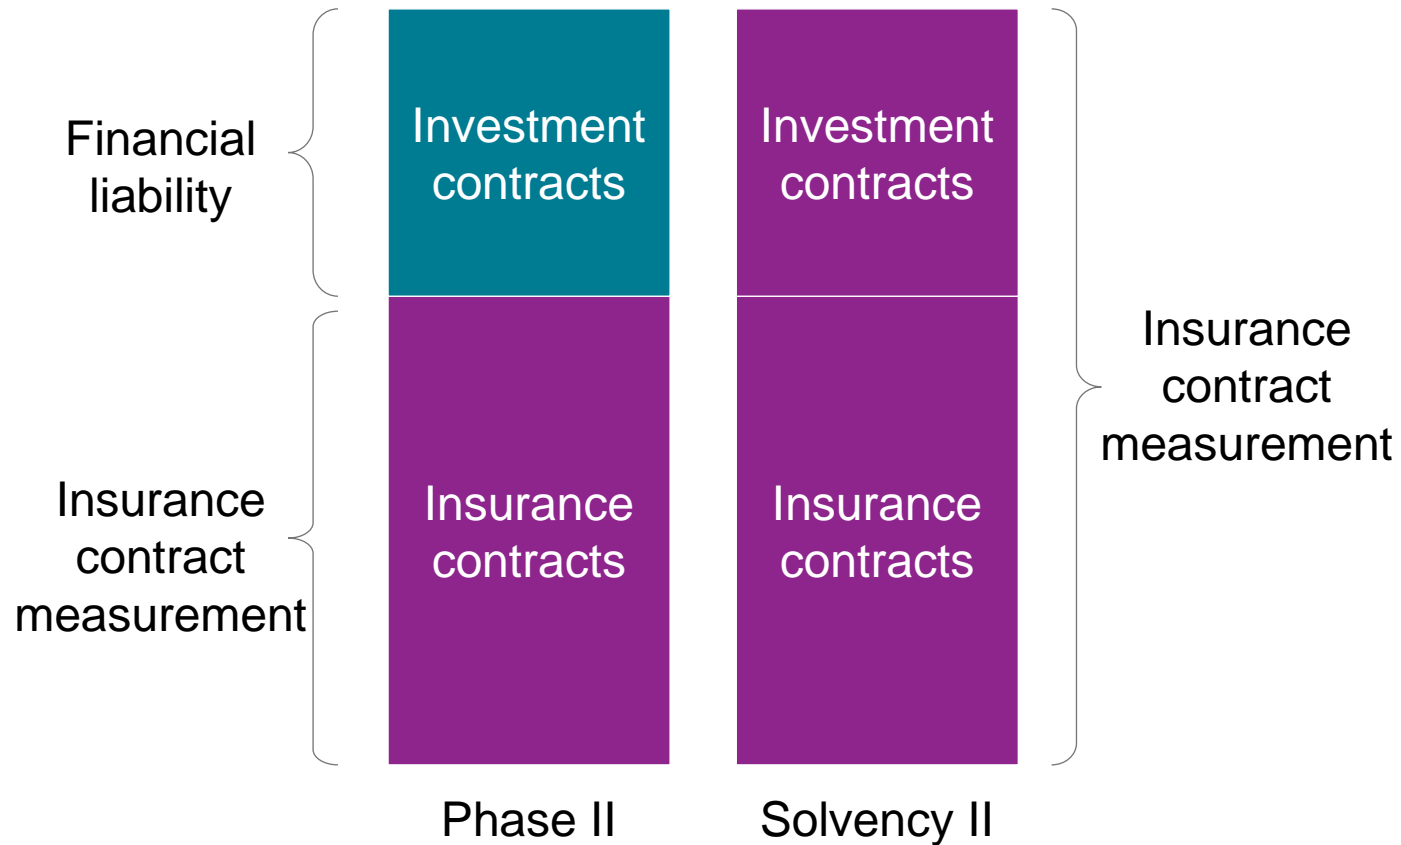 Financial
liability
Investment
contracts
Investment
contracts
Insurance
contract
measurement
Insurance
contracts
Insurance
contracts
Insurance
contract
measurement
Phase II
Solvency II